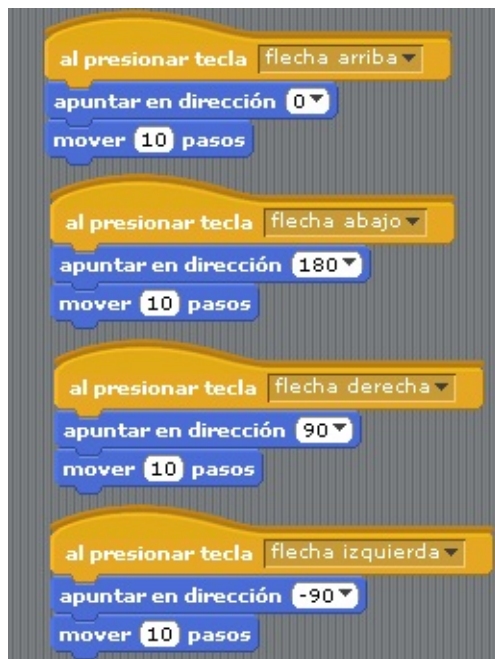 al presionar tecla flecha arriba
apuntar en dirección 0
mover 10 pasos
al presionar tecla flecha abajo
apuntar en dirección 180
mover 10 pasos
al presionar tecla flecha derecha
apuntar en dirección 90
mover 10 pasos
al presionar tecla flecha izquierda
apuntar en dirección -90
mover 10 pasos